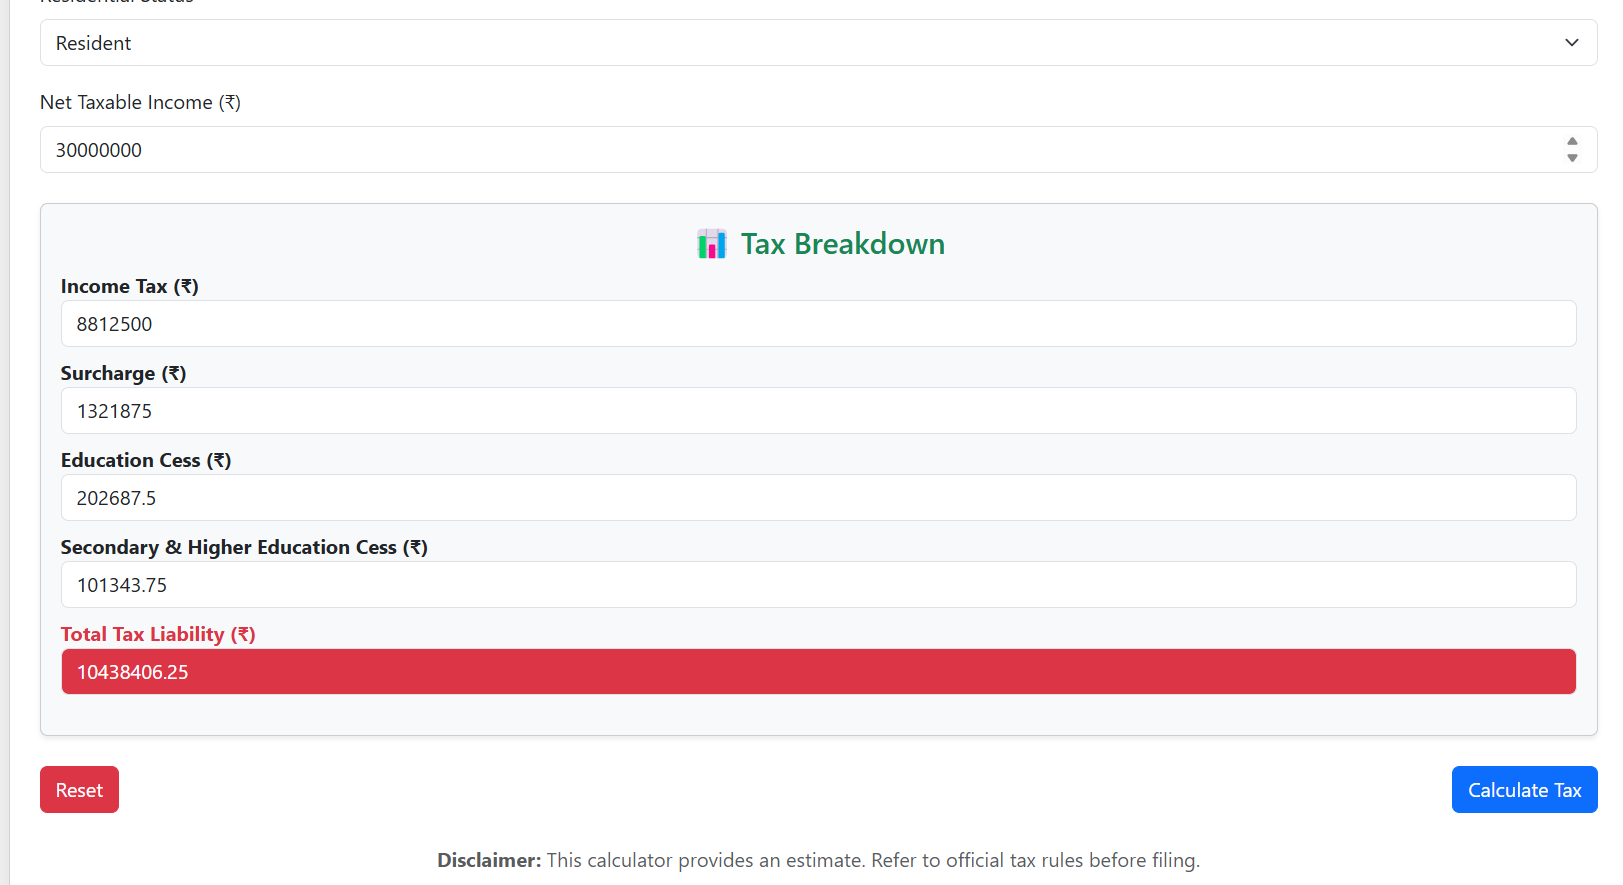 Residential Status
Resident
Net Taxable Income (₹)
30000000
Tax Breakdown
Income Tax (₹)
8812500
Surcharge (₹)
1321875
Education Cess (₹)
202687.5
Secondary & Higher Education Cess (₹)
101343.75
Total Tax Liability (₹)
10438406.25
Reset
Calculate Tax
Disclaimer: This calculator provides an estimate. Refer to official tax rules before filing.